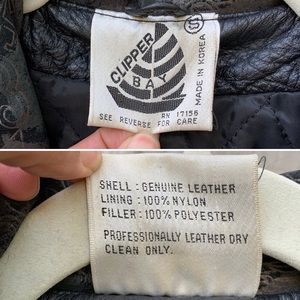 CLIPPER
BAY
S
MADE IN KOREA
RN 17156
SEE REVERSE FOR CARE
SHELL : GENUINE LEATHER
LINING : 100% NYLON
FILLER : 100% POLYESTER
PROFESSIONALLY LEATHER DRY
CLEAN ONLY.